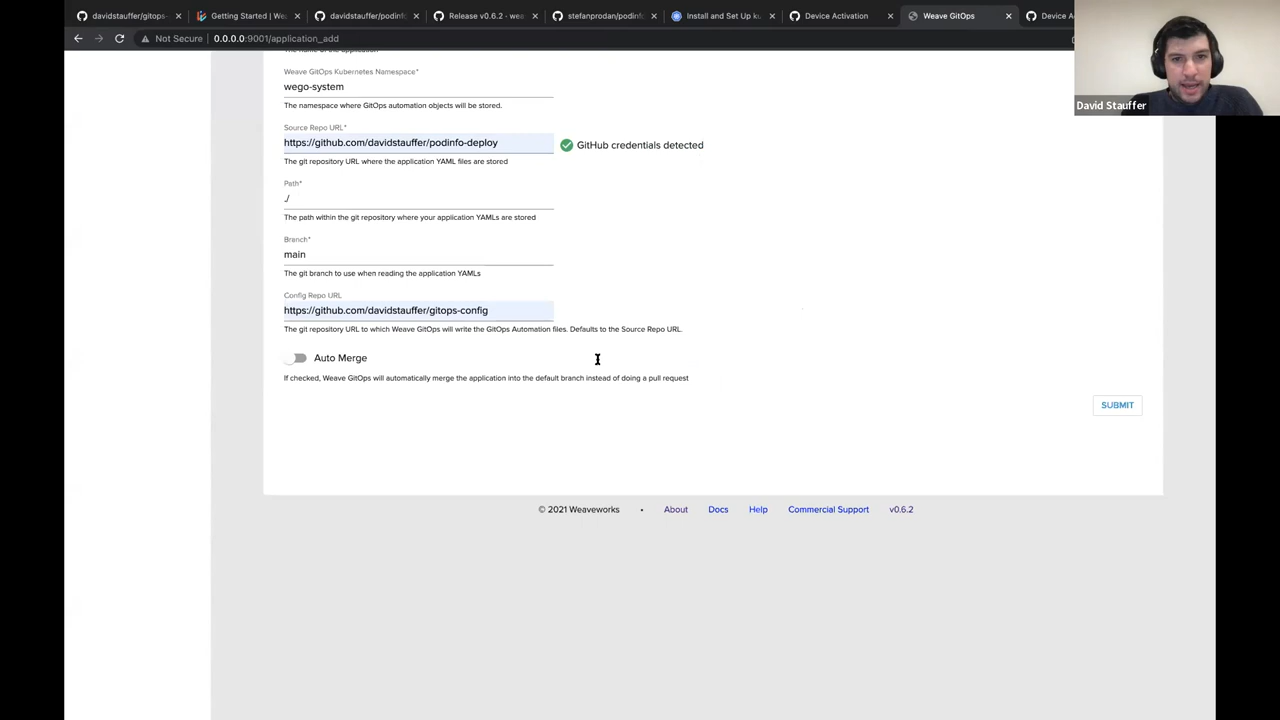 davidstauffer/gitops-
Getting Started | Wea
davidstauffer/podinfo
Release v0.6.2 · wea
stefanprodan/podinfo
Install and Set Up ku
Device Activation
Weave GitOps
Device Ac
Not Secure 0.0.0.0:9001/application_add
Weave GitOps Kubernetes Namespace*
wego-system
The namespace where GitOps automation objects will be stored.
Source Repo URL*
https://github.com/davidstauffer/podinfo-deploy
GitHub credentials detected
The git repository URL where the application YAML files are stored
Path*
./
The path within the git repository where your application YAMLs are stored
Branch*
main
The git branch to use when reading the application YAMLs
Config Repo URL
https://github.com/davidstauffer/gitops-config
The git repository URL to which Weave GitOps will write the GitOps Automation files. Defaults to the Source Repo URL.
Auto Merge
If checked, Weave GitOps will automatically merge the application into the default branch instead of doing a pull request
SUBMIT
© 2021 Weaveworks • About Docs Help Commercial Support v0.6.2
David Stauffer